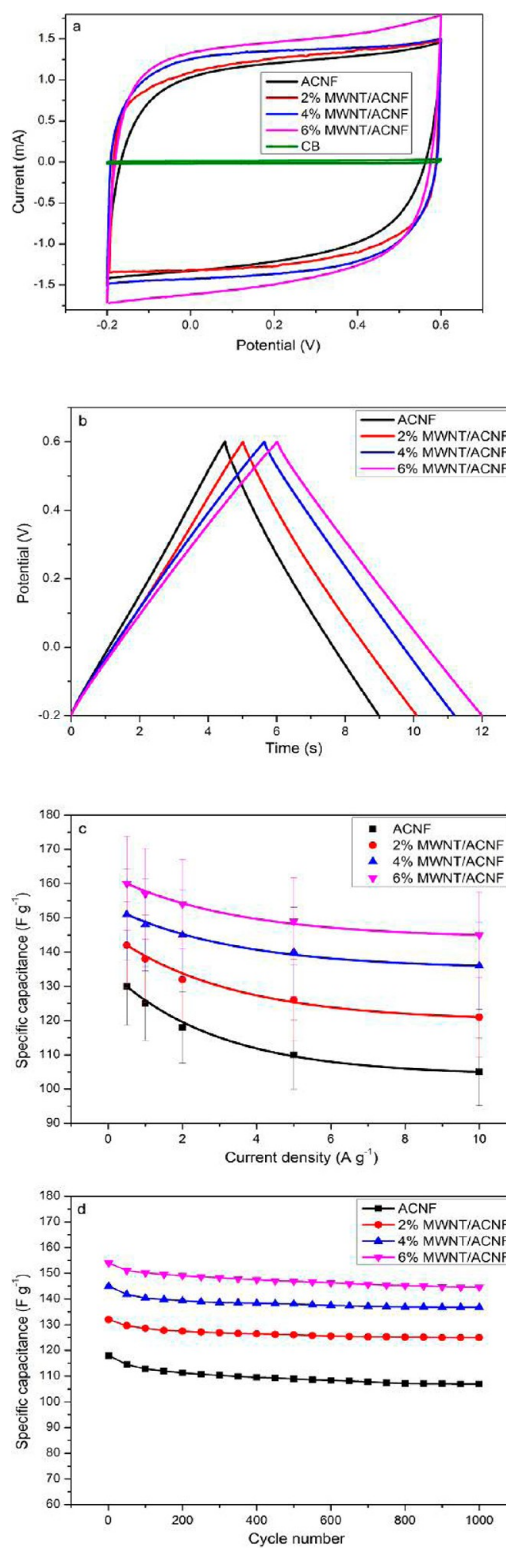 a
1.5
1.0
0.5
0.0
-0.5
-1.0
-1.5
Current (mA)
ACNF
2% MWNT/ACNF
4% MWNT/ACNF
6% MWNT/ACNF
CB
-0.2 0.0 0.2 0.4 0.6
Potential (V)
b
0.6
0.4
0.2
0.0
-0.2
Potential (V)
ACNF
2% MWNT/ACNF
4% MWNT/ACNF
6% MWNT/ACNF
0 2 4 6 8 10 12
Time (s)
c
180
170
160
150
140
130
120
110
100
90
Specific capacitance (F g⁻¹)
ACNF
2% MWNT/ACNF
4% MWNT/ACNF
6% MWNT/ACNF
0 2 4 6 8 10
Current density (A g⁻¹)
d
180
170
160
150
140
130
120
110
100
90
80
70
60
Specific capacitance (F g⁻¹)
ACNF
2% MWNT/ACNF
4% MWNT/ACNF
6% MWNT/ACNF
0 200 400 600 800 1000
Cycle number